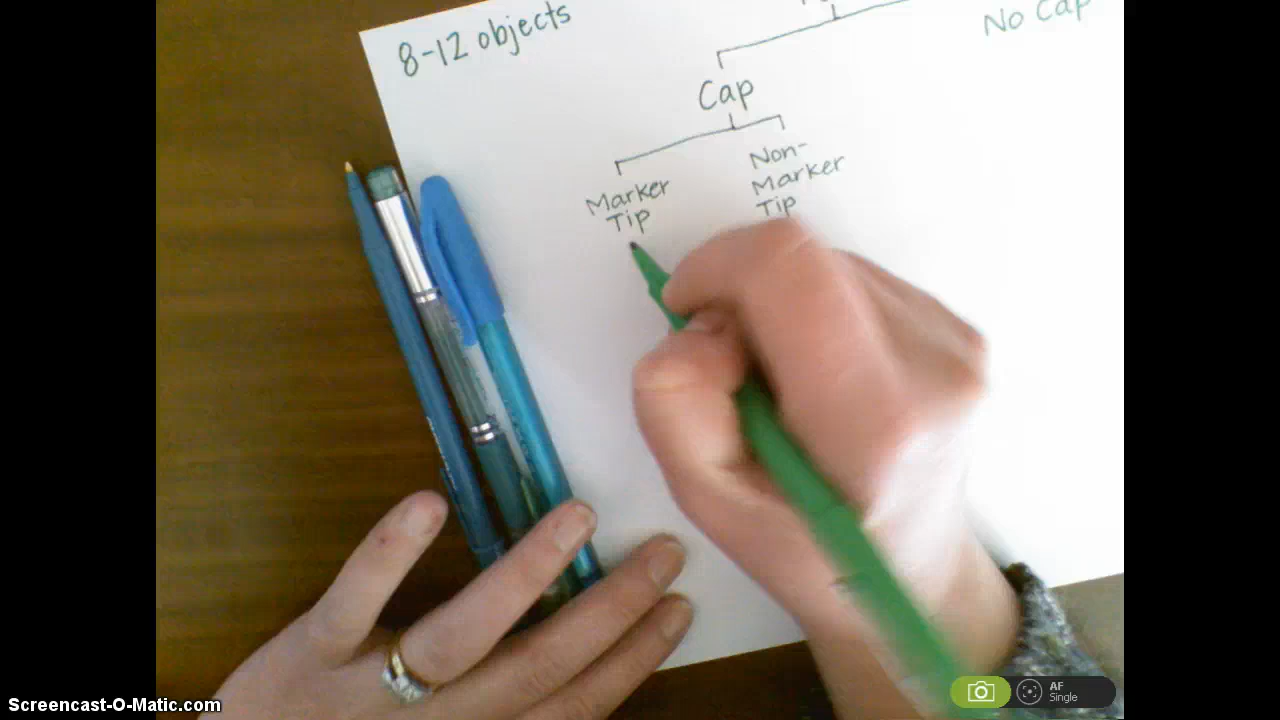 8-12 objects
No Cap
Cap
Marker
Tip
Non-
Marker
Tip
Screencast-O-Matic.com
AF
Single